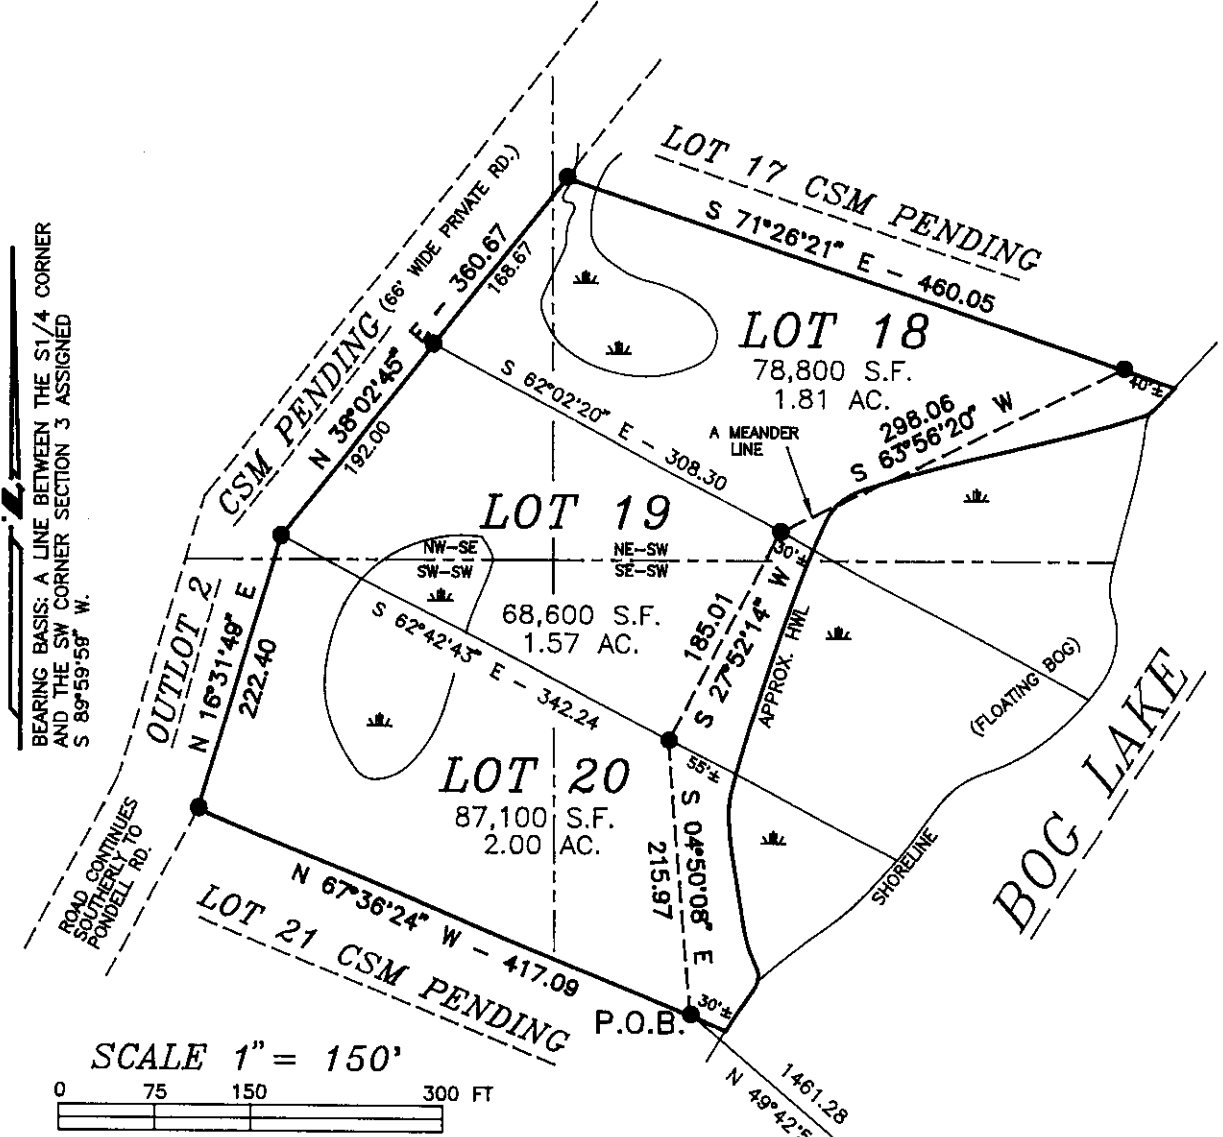 LOT 17 CSM PENDING
S 71°26'21" E - 460.05
(66' WIDE PRIVATE RD.)
CSM PENDING
N 38°02'45" E - 360.67
168.67
192.00
LOT 18
78,800 S.F.
1.81 AC.
40'±
298.06
S 63°56'20" W
A MEANDER
LINE
S 62°02'20" E - 308.30
BEARING BASIS: A LINE BETWEEN THE S1/4 CORNER
AND THE SW CORNER SECTION 3 ASSIGNED
S 89°59'59" W.
LOT 19
NW-SE
SW-SW
NE-SW
SE-SW
68,600 S.F.
1.57 AC.
30'±
185.01
S 27°52'14" W
APPROX. HWL
S 62°42'43" E - 342.24
OUTLOT 2
N 16°31'49" E
222.40
(FLOATING BOG)
BOG LAKE
SHORELINE
LOT 20
87,100 S.F.
2.00 AC.
55'±
S 04°50'08" E
215.97
ROAD CONTINUES
SOUTHERLY TO
PONDELL RD.
N 67°36'24" W - 417.09
LOT 21 CSM PENDING
P.O.B.
30'±
1461.28
N 49°42'
SCALE 1" = 150'
0 75 150 300 FT